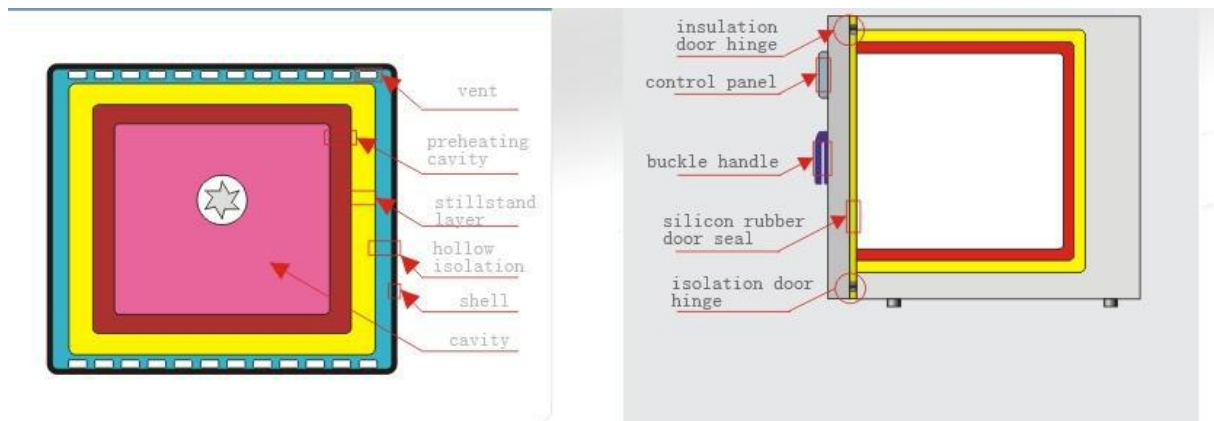 vent
preheating
cavity
stillstand
layer
hollow
isolation
shell
cavity
insulation
door hinge
control panel
buckle handle
silicon rubber
door seal
isolation door
hinge